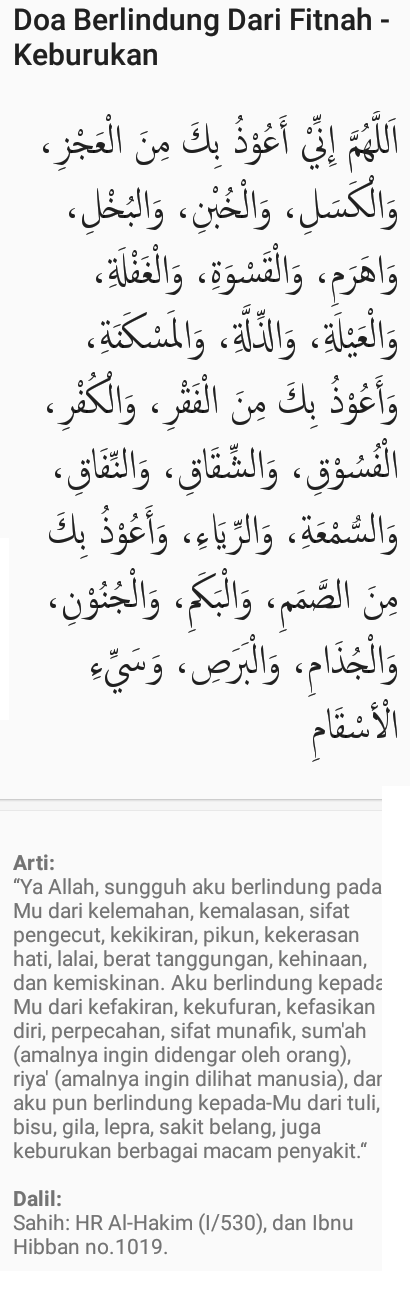 Doa Berlindung Dari Fitnah -
Keburukan
اَللَّهُمَّ إِنِّيْ أَعُوْذُ بِكَ مِنَ الْعَجْزِ،
وَالْكَسَلِ، وَالْخُبْنِ، وَالبُخْلِ،
وَاهَرَمِ، وَالْقَسْوَةِ، وَالْغَفْلَةِ،
وَالْعَيْلَةِ، وَالذِّلَّةِ، وَالمَسْكَنَةِ،
وَأَعُوْذُ بِكَ مِنَ الْفَقْرِ، وَالْكُفْرِ،
الْفُسُوْقِ، وَالشِّقَاقِ، وَالنِّفَاقِ،
وَالسُّمْعَةِ، وَالرِّيَاءِ، وَأَعُوْذُ بِكَ
مِنَ الصَّمَمِ، وَالْبَكَمِ، وَالْجُنُوْنِ،
وَالْجُذَامِ، وَالْبَرَصِ، وَسَيِّءِ
الْأَسْقَامِ
Arti:
“Ya Allah, sungguh aku berlindung pada
Mu dari kelemahan, kemalasan, sifat
pengecut, kekikiran, pikun, kekerasan
hati, lalai, berat tanggungan, kehinaan,
dan kemiskinan. Aku berlindung kepada
Mu dari kefakiran, kekufuran, kefasikan
diri, perpecahan, sifat munafik, sum'ah
(amalnya ingin didengar oleh orang),
riya' (amalnya ingin dilihat manusia), dan
aku pun berlindung kepada-Mu dari tuli,
bisu, gila, lepra, sakit belang, juga
keburukan berbagai macam penyakit.“
Dalil:
Sahih: HR Al-Hakim (I/530), dan Ibnu
Hibban no.1019.